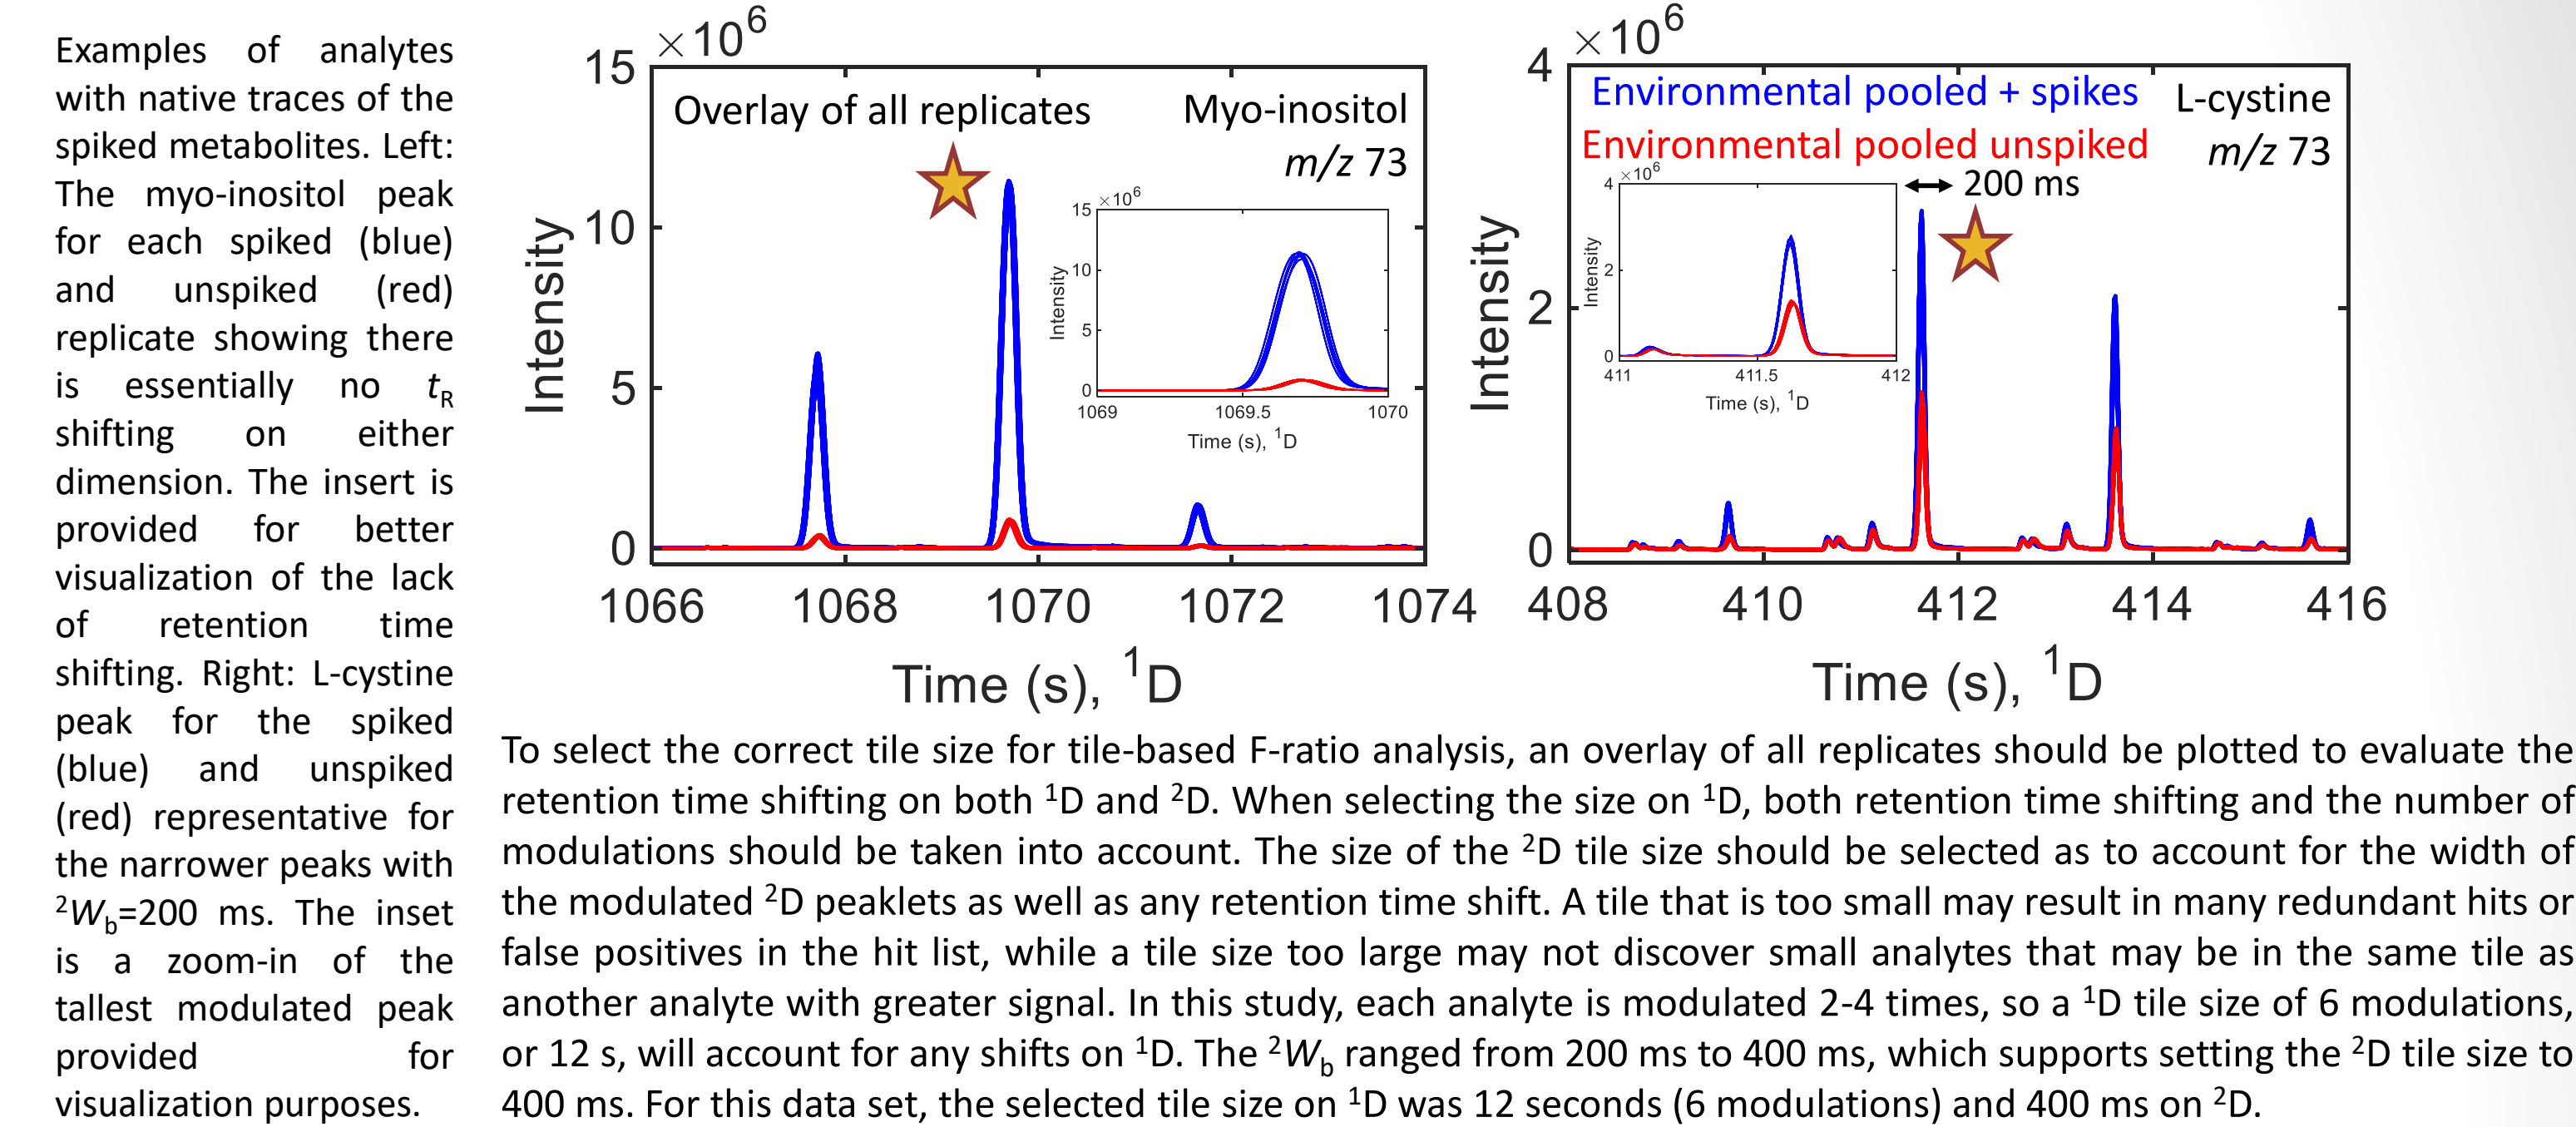 Examples of analytes
with native traces of the
spiked metabolites. Left:
The myo-inositol peak
for each spiked (blue)
and unspiked (red)
replicate showing there
is essentially no tR
shifting on either
dimension. The insert is
provided for better
visualization of the lack
of retention time
shifting. Right: L-cystine
peak for the spiked
(blue) and unspiked
(red) representative for
the narrower peaks with
²Wb=200 ms. The inset
is a zoom-in of the
tallest modulated peak
provided for
visualization purposes.
×10⁶
15
10
5
0
Intensity
Overlay of all replicates
Myo-inositol
m/z 73
×10⁶
15
10
5
0
Intensity
1069 1069.5 1070
Time (s), ¹D
1066 1068 1070 1072 1074
Time (s), ¹D
×10⁶
4
2
0
Intensity
Environmental pooled + spikes
Environmental pooled unspiked
L-cystine
m/z 73
200 ms
×10⁶
4
2
0
Intensity
411 411.5 412
Time (s), ¹D
408 410 412 414 416
Time (s), ¹D
To select the correct tile size for tile-based F-ratio analysis, an overlay of all replicates should be plotted to evaluate the
retention time shifting on both ¹D and ²D. When selecting the size on ¹D, both retention time shifting and the number of
modulations should be taken into account. The size of the ²D tile size should be selected as to account for the width of
the modulated ²D peaklets as well as any retention time shift. A tile that is too small may result in many redundant hits or
false positives in the hit list, while a tile size too large may not discover small analytes that may be in the same tile as
another analyte with greater signal. In this study, each analyte is modulated 2-4 times, so a ¹D tile size of 6 modulations,
or 12 s, will account for any shifts on ¹D. The ²Wb ranged from 200 ms to 400 ms, which supports setting the ²D tile size to
400 ms. For this data set, the selected tile size on ¹D was 12 seconds (6 modulations) and 400 ms on ²D.